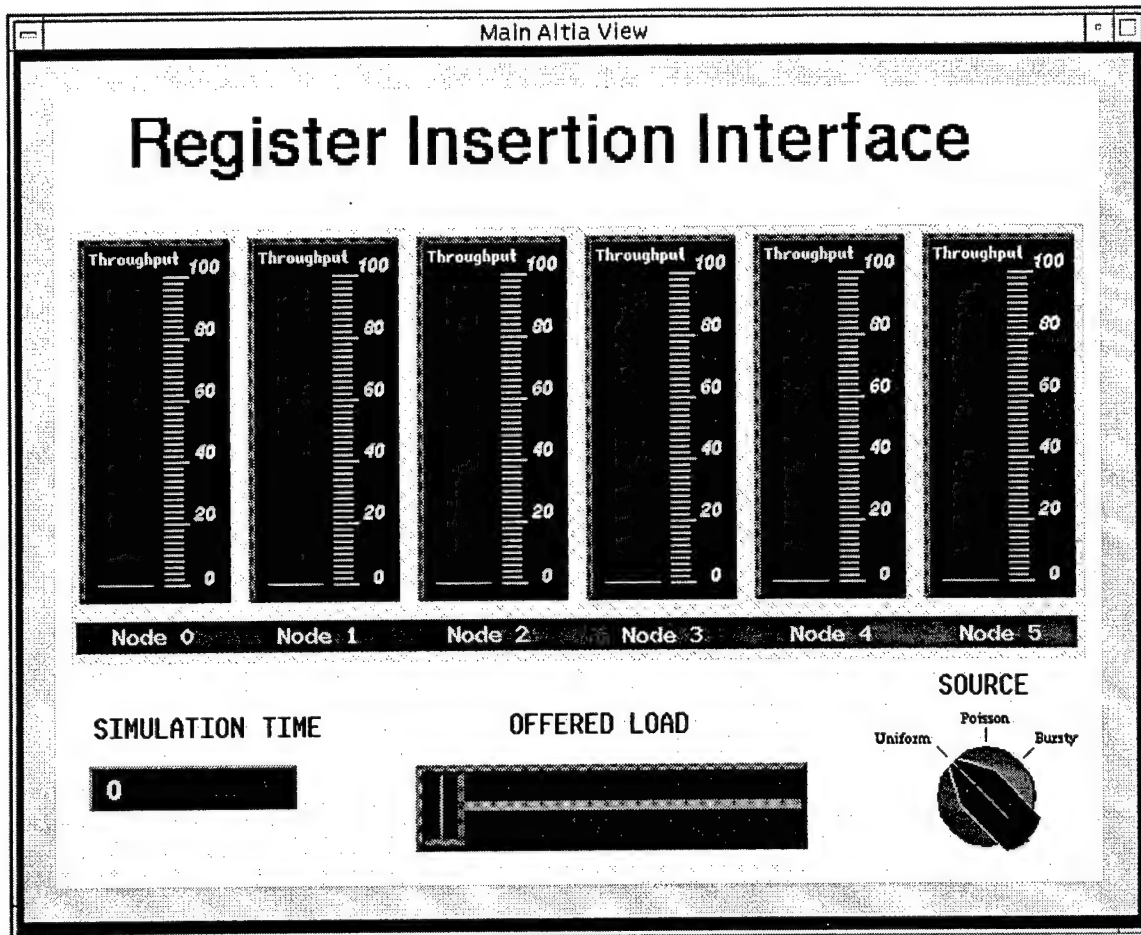 Main Altia View
Register Insertion Interface
Throughput 100 Throughput 100 Throughput 100 Throughput 100 Throughput 100 Throughput 100
80 80 80 80 80 80
60 60 60 60 60 60
40 40 40 40 40 40
20 20 20 20 20 20
0 0 0 0 0 0
Node 0 Node 1 Node 2 Node 3 Node 4 Node 5
SIMULATION TIME
0
OFFERED LOAD
SOURCE
Uniform Poisson Bursty